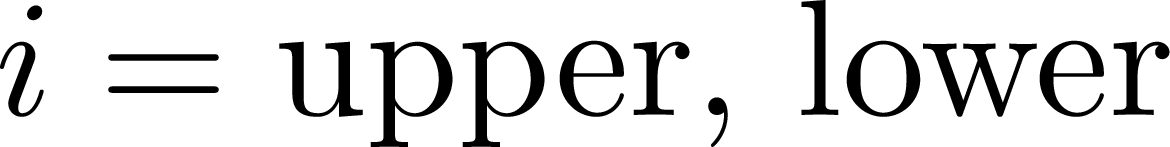 i = upper, lower